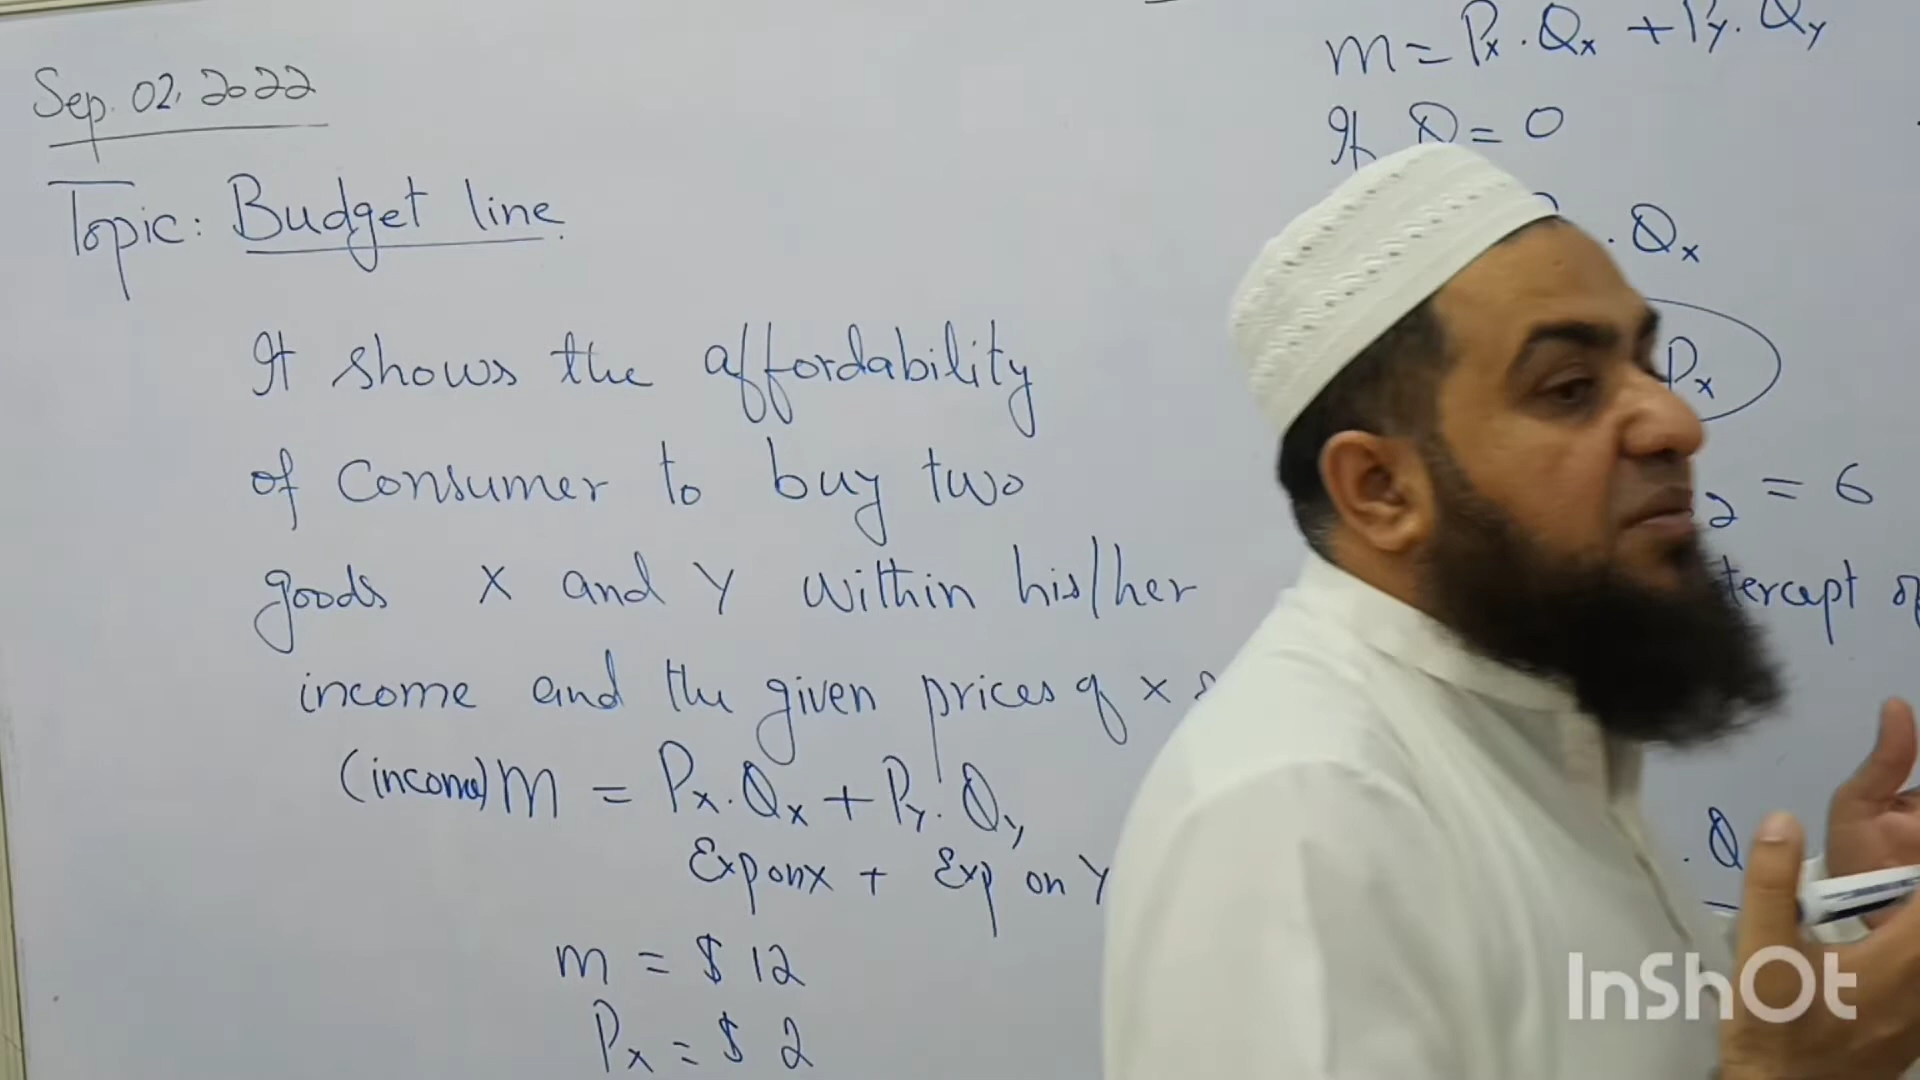 Sep. 02, 2022
Topic: Budget line.
It shows the affordability
of consumer to buy two
goods X and Y within his/her
income and the given prices of X
(income) m = Px.Qx + Py.Qy
Exp on X + Exp on Y
m = $ 12
Px = $ 2
m = Px.Qx + Py.Qy
If Q = 0
. Qx
Px
2 = 6
. Q
InShOt